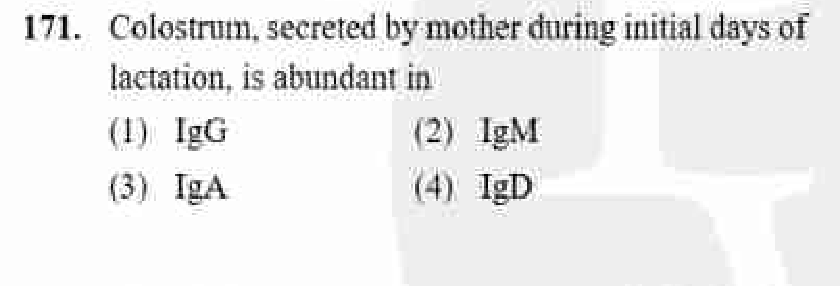 171. Colostrum, secreted by mother during initial days of
lactation, is abundant in
(1) IgG (2) IgM
(3) IgA (4) IgD